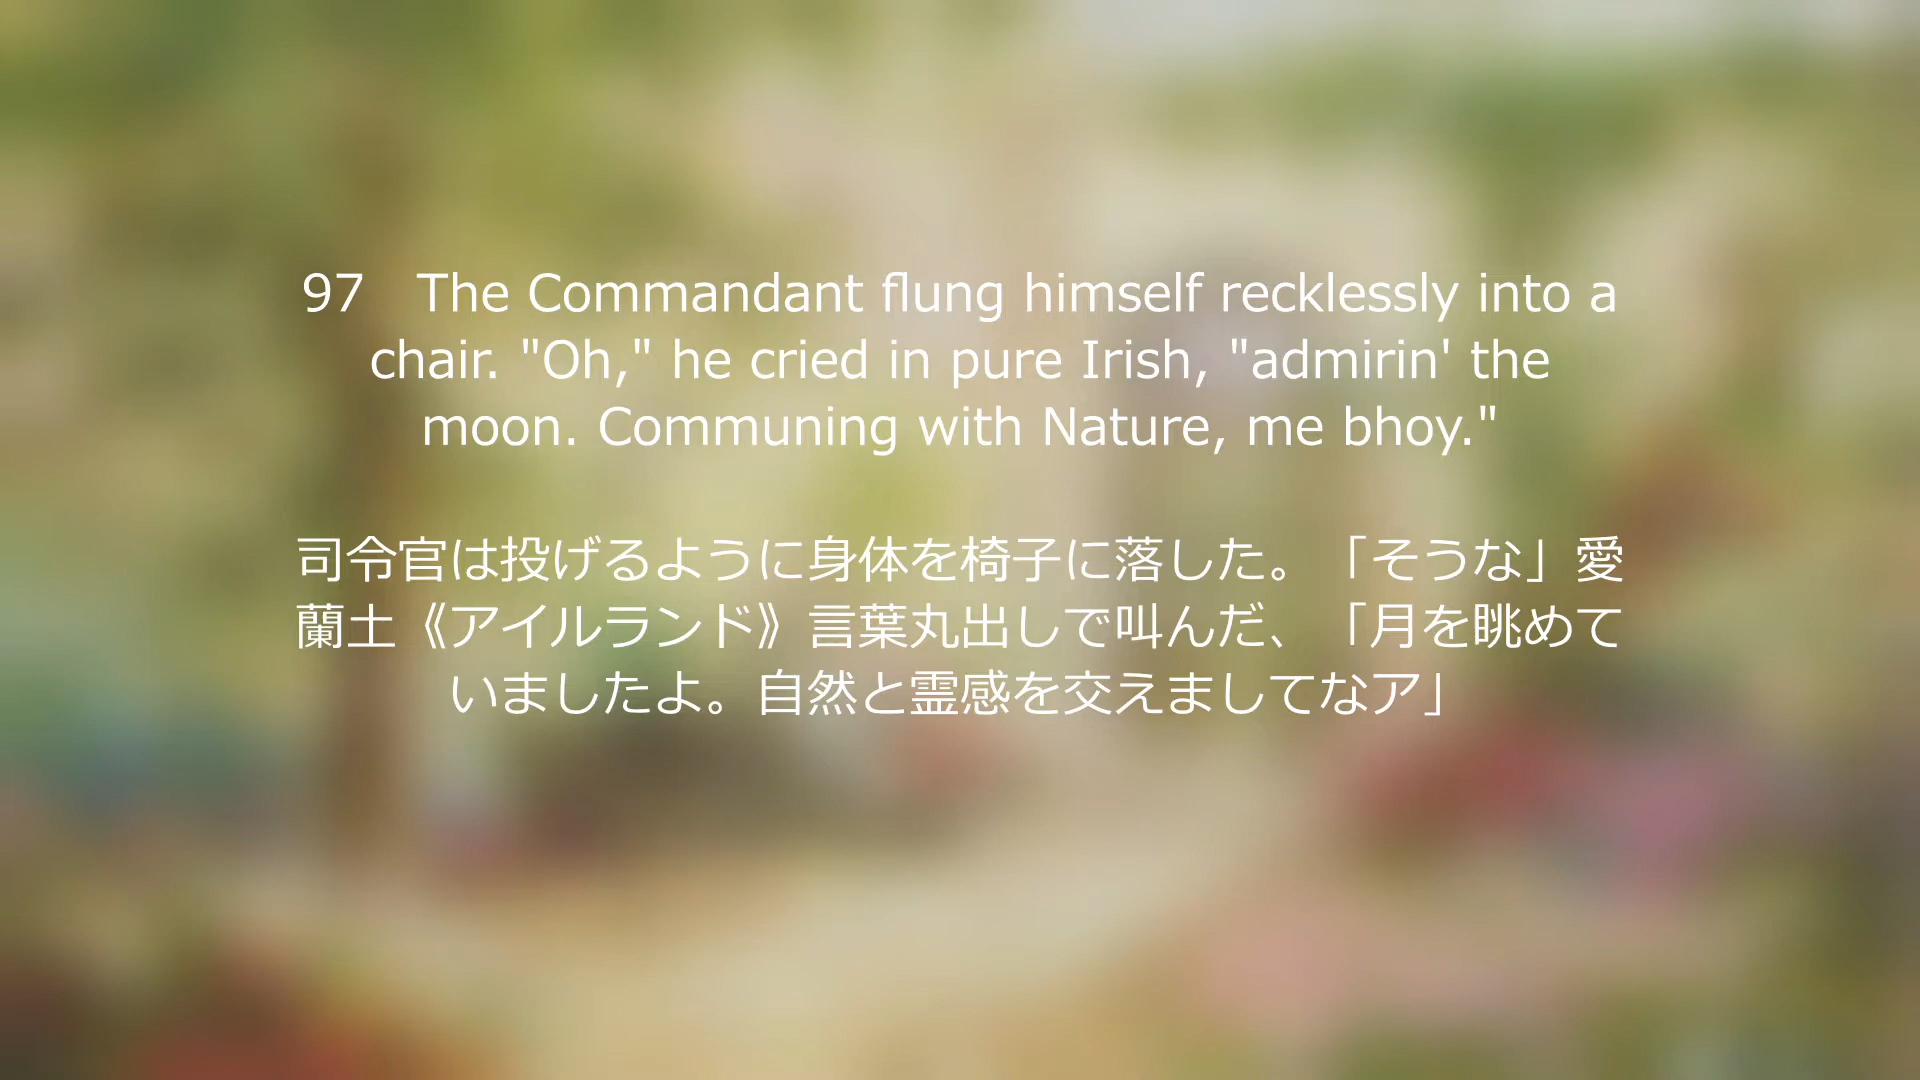 97　The Commandant flung himself recklessly into a
chair. "Oh," he cried in pure Irish, "admirin' the
moon. Communing with Nature, me bhoy."
司令官は投げるように身体を椅子に落した。「そうな」愛
蘭土《アイルランド》言葉丸出しで叫んだ、「月を眺めて
いましたよ。自然と霊感を交えましてなア」